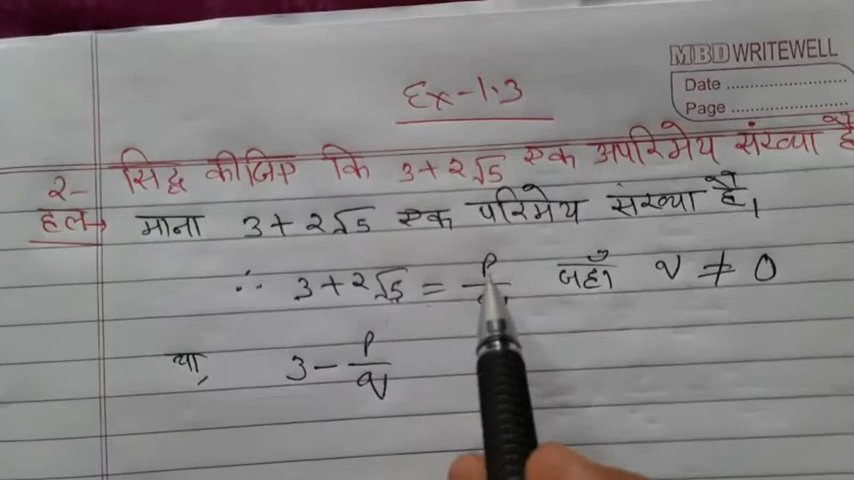 MBD WRITEWELL
Date
Page
Ex-1.3
2- सिद्ध कीजिए कि 3+2√5 एक अपरिमेय संख्या है
हल→ माना 3+2√5 एक परिमेय संख्या है।
∴ 3+2√5 = p/q जहाँ q ≠ 0
या, 3 - p/q